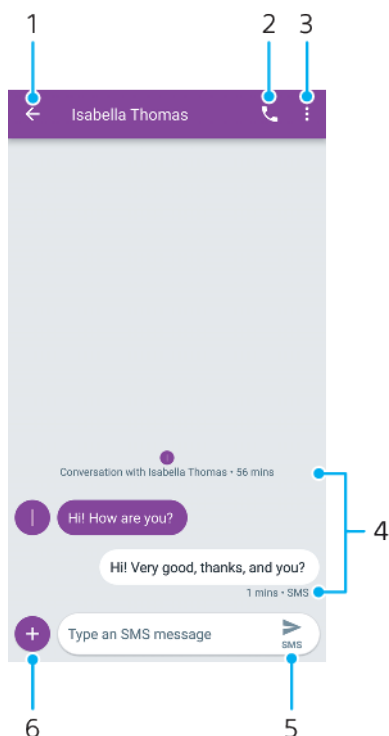 1 2 3
Isabella Thomas
Conversation with Isabella Thomas • 56 mins
I Hi! How are you?
Hi! Very good, thanks, and you?
1 mins • SMS
4
+ Type an SMS message
SMS
6 5